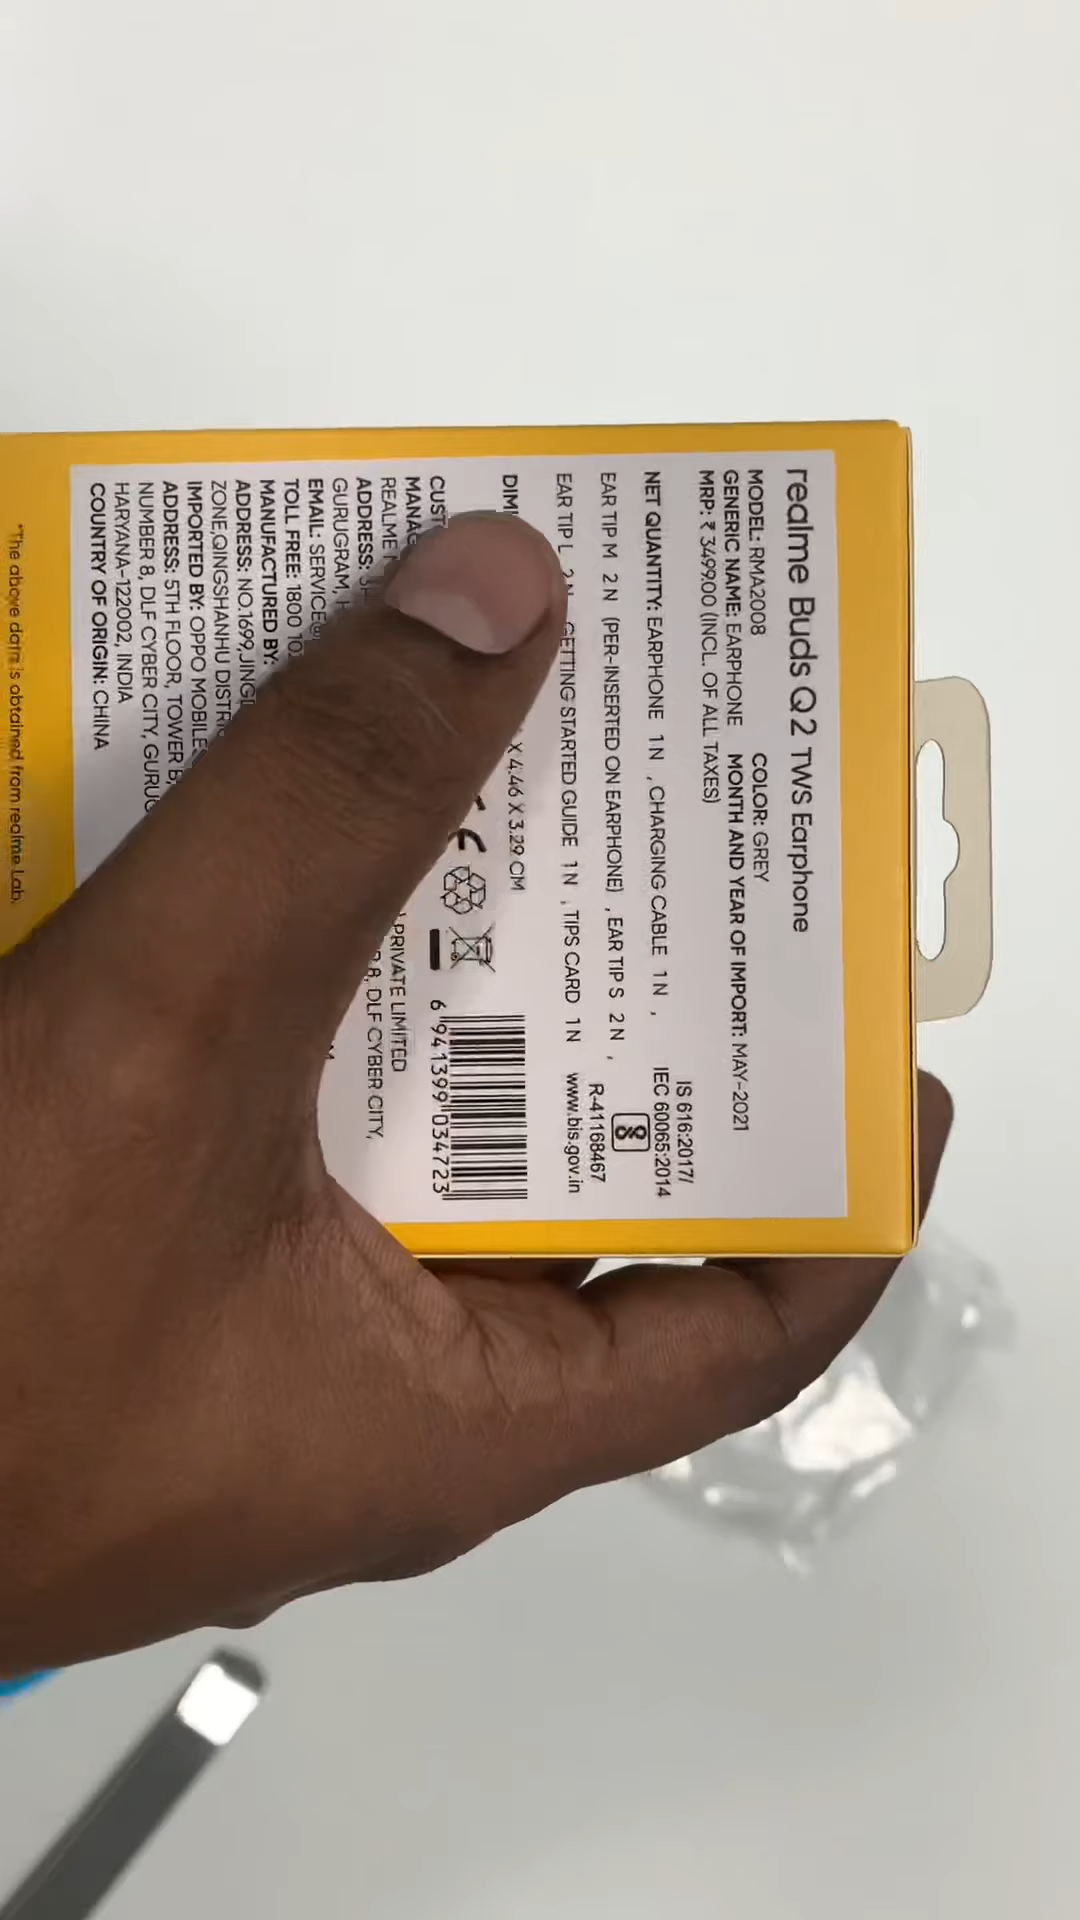 realme Buds Q2 TWS Earphone
MODEL: RMA2008 COLOR: GREY
GENERIC NAME: EARPHONE MONTH AND YEAR OF IMPORT: MAY-2021
MRP: ₹ 3499.00 (INCL. OF ALL TAXES)
NET QUANTITY: EARPHONE 1N , CHARGING CABLE 1N ,
EAR TIP M 2N (PER-INSERTED ON EARPHONE) , EAR TIP S 2N ,
EAR TIP L 2N GETTING STARTED GUIDE 1N , TIPS CARD 1N
IS 616:2017/
IEC 60065:2014
R-41168467
www.bis.gov.in
X 4.46 X 3.29 CM
6 941399 034723
REALME PRIVATE LIMITED
ADDRESS: 8, DLF CYBER CITY,
GURUGRAM,
EMAIL:
TOLL FREE: 1800
MANUFACTURED BY:
ADDRESS: NO.1699,
ZONE,QINGSHANHU
IMPORTED BY: OPPO
ADDRESS: 5TH FLOOR, TOWER B,
NUMBER 8, DLF CYBER CITY,
HARYANA-122002, INDIA
COUNTRY OF ORIGIN: CHINA
*The above data is obtained from realme Lab.